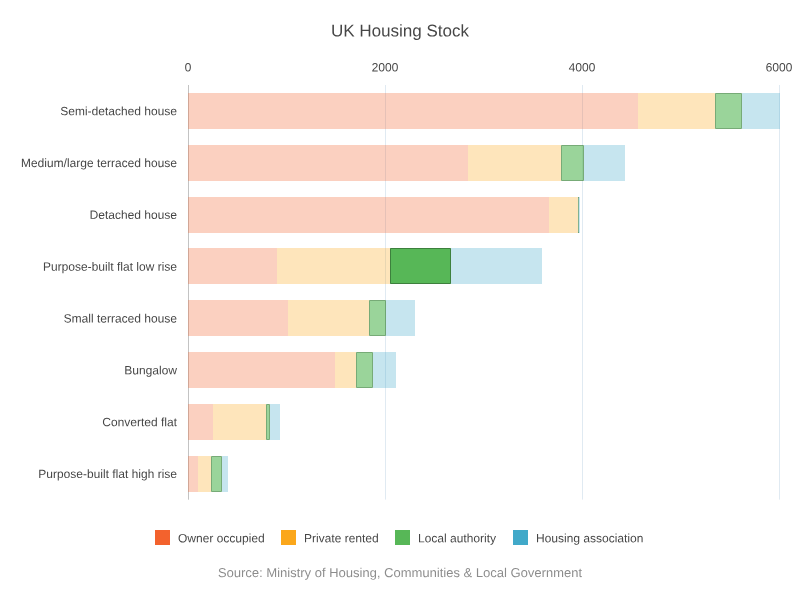 UK Housing Stock
0 2000 4000 6000
Semi-detached house
Medium/large terraced house
Detached house
Purpose-built flat low rise
Small terraced house
Bungalow
Converted flat
Purpose-built flat high rise
Owner occupied Private rented Local authority Housing association
Source: Ministry of Housing, Communities & Local Government